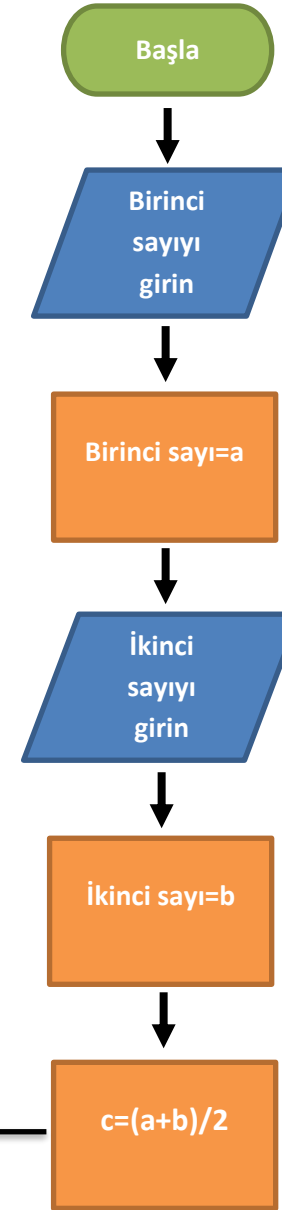 Başla
Birinci
sayıyı
girin
Birinci sayı=a
İkinci
sayıyı
girin
İkinci sayı=b
c=(a+b)/2